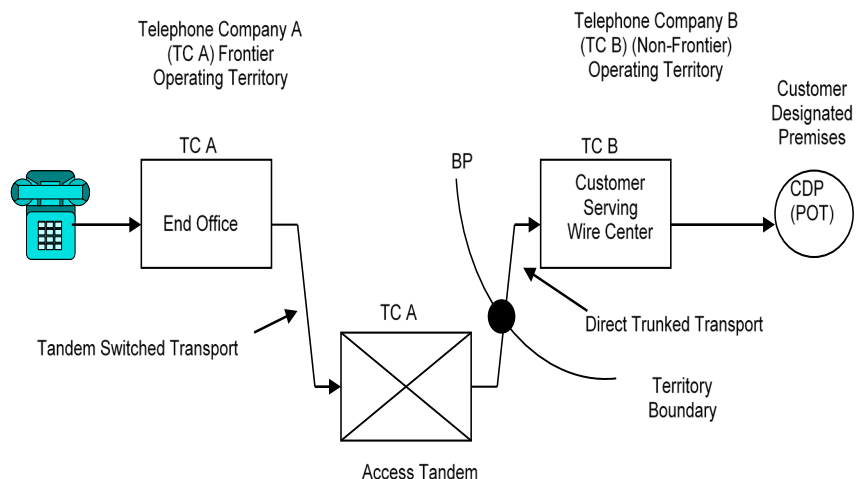 Telephone Company A
(TC A) Frontier
Operating Territory
Telephone Company B
(TC B) (Non-Frontier)
Operating Territory
Customer
Designated
Premises
TC A
End Office
BP
TC B
Customer
Serving
Wire Center
CDP
(POT)
Tandem Switched Transport
TC A
Direct Trunked Transport
Territory
Boundary
Access Tandem